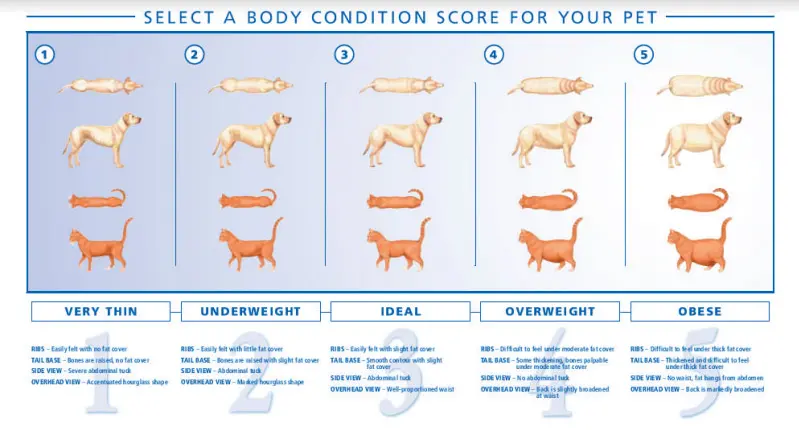 SELECT A BODY CONDITION SCORE FOR YOUR PET
1
2
3
4
5
VERY THIN
UNDERWEIGHT
IDEAL
OVERWEIGHT
OBESE
1
RIBS – Easily felt with no fat cover
TAIL BASE – Bones are raised, no fat cover
SIDE VIEW – Severe abdominal tuck
OVERHEAD VIEW – Accentuated hourglass shape
2
RIBS – Easily felt with little fat cover
TAIL BASE – Bones are raised with slight fat cover
SIDE VIEW – Abdominal tuck
OVERHEAD VIEW – Marked hourglass shape
3
RIBS – Easily felt with slight fat cover
TAIL BASE – Smooth contour with slight
fat cover
SIDE VIEW – Abdominal tuck
OVERHEAD VIEW – Well-proportioned waist
4
RIBS – Difficult to feel under moderate fat cover
TAIL BASE – Some thickening, bones palpable
under moderate fat cover
SIDE VIEW – No abdominal tuck
OVERHEAD VIEW – Back is slightly broadened
at waist
5
RIBS – Difficult to feel under thick fat cover
TAIL BASE – Thickened and difficult to feel
under thick fat cover
SIDE VIEW – No waist, fat hangs from abdomen
OVERHEAD VIEW – Back is markedly broadened